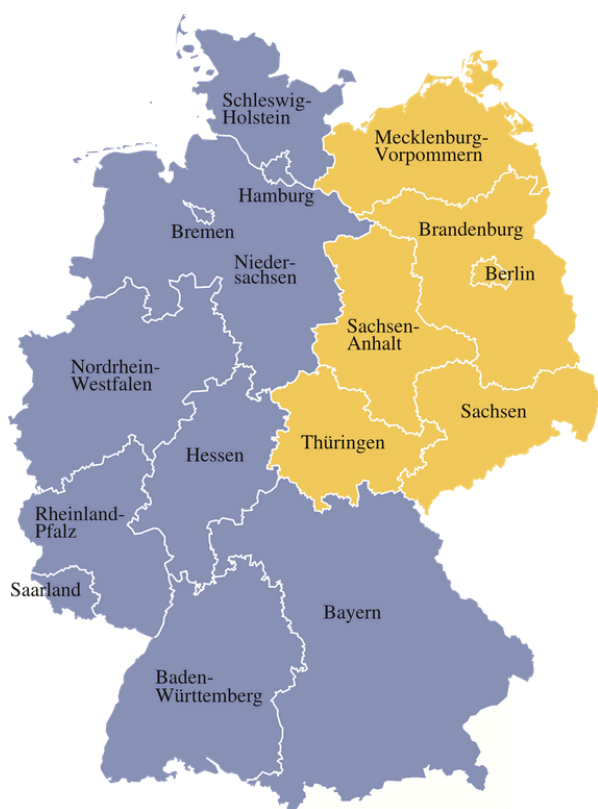 Schleswig-
Holstein
Mecklenburg-
Vorpommern
Hamburg
Bremen
Brandenburg
Nieder-
sachsen
Berlin
Sachsen-
Anhalt
Nordrhein-
Westfalen
Sachsen
Hessen
Thüringen
Rheinland-
Pfalz
Saarland
Bayern
Baden-
Württemberg